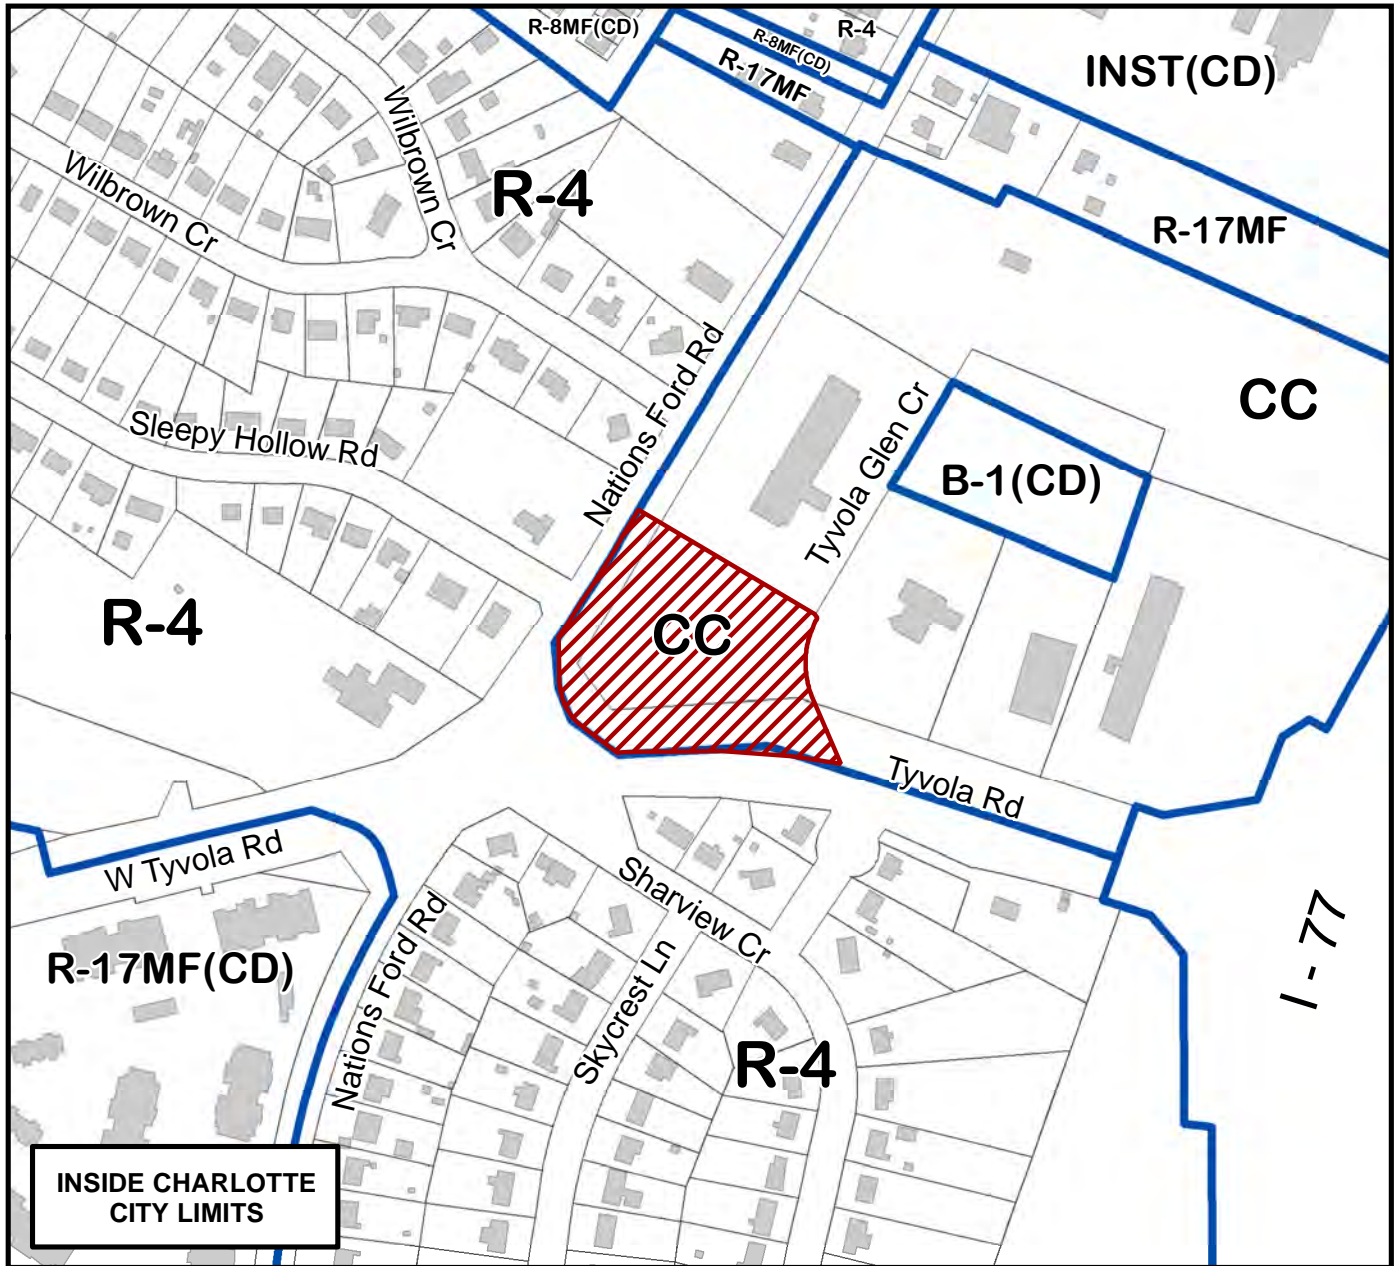 R-8MF(CD)
R-4
R-8MF(CD)
R-17MF
INST(CD)
Wilbrown Cr
Wilbrown Cr
R-4
R-17MF
Nations Ford Rd
Tyvola Glen Cr
CC
Sleepy Hollow Rd
B-1(CD)
R-4
CC
Tyvola Rd
W Tyvola Rd
Sharview Cr
Nations Ford Rd
Skycrest Ln
R-17MF(CD)
I - 77
R-4
INSIDE CHARLOTTE
CITY LIMITS